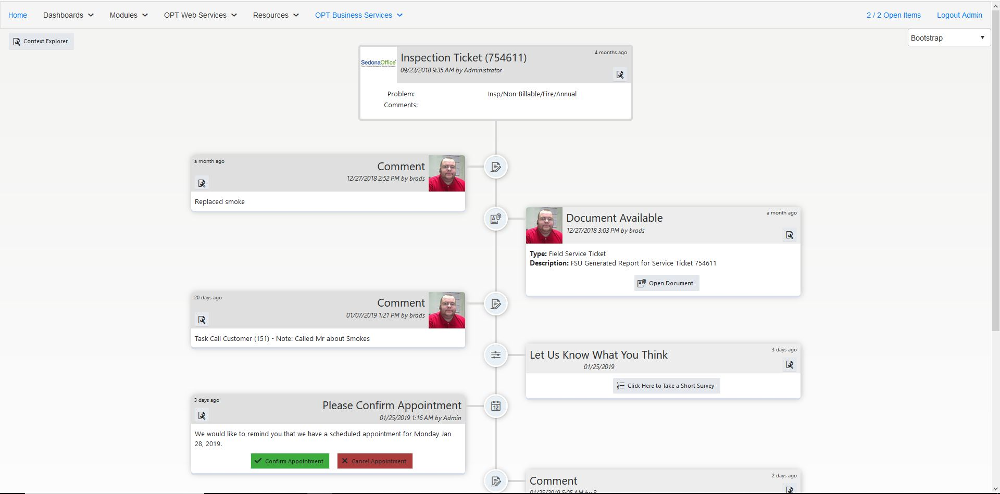 Home Dashboards Modules OPT Web Services Resources OPT Business Services 2 / 2 Open Items Logout Admin
Context Explorer
Bootstrap
SedonaOffice
Inspection Ticket (754611)
4 months ago
09/23/2018 9:35 AM by Administrator
Problem: Insp/Non-Billable/Fire/Annual
Comments:
a month ago
Comment
12/27/2018 2:52 PM by brads
Replaced smoke
Document Available
a month ago
12/27/2018 3:03 PM by brads
Type: Field Service Ticket
Description: FSU Generated Report for Service Ticket 754611
Open Document
20 days ago
Comment
01/07/2019 1:21 PM by brads
Task Call Customer (151) - Note: Called Mr about Smokes
Let Us Know What You Think
3 days ago
01/25/2019
Click Here to Take a Short Survey
3 days ago
Please Confirm Appointment
01/25/2019 1:16 AM by Admin
We would like to remind you that we have a scheduled appointment for Monday Jan
28, 2019.
Confirm Appointment Cancel Appointment
12
Comment
2 days ago
01/25/2019 5:05 AM by